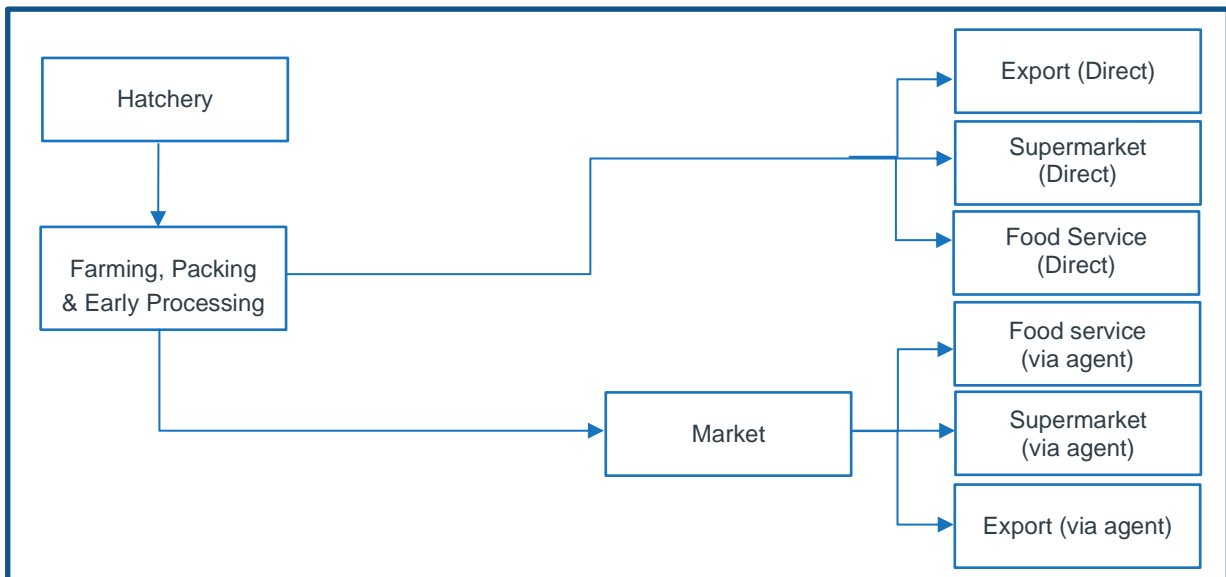 Hatchery
Farming, Packing
& Early Processing
Market
Export (Direct)
Supermarket
(Direct)
Food Service
(Direct)
Food service
(via agent)
Supermarket
(via agent)
Export (via agent)